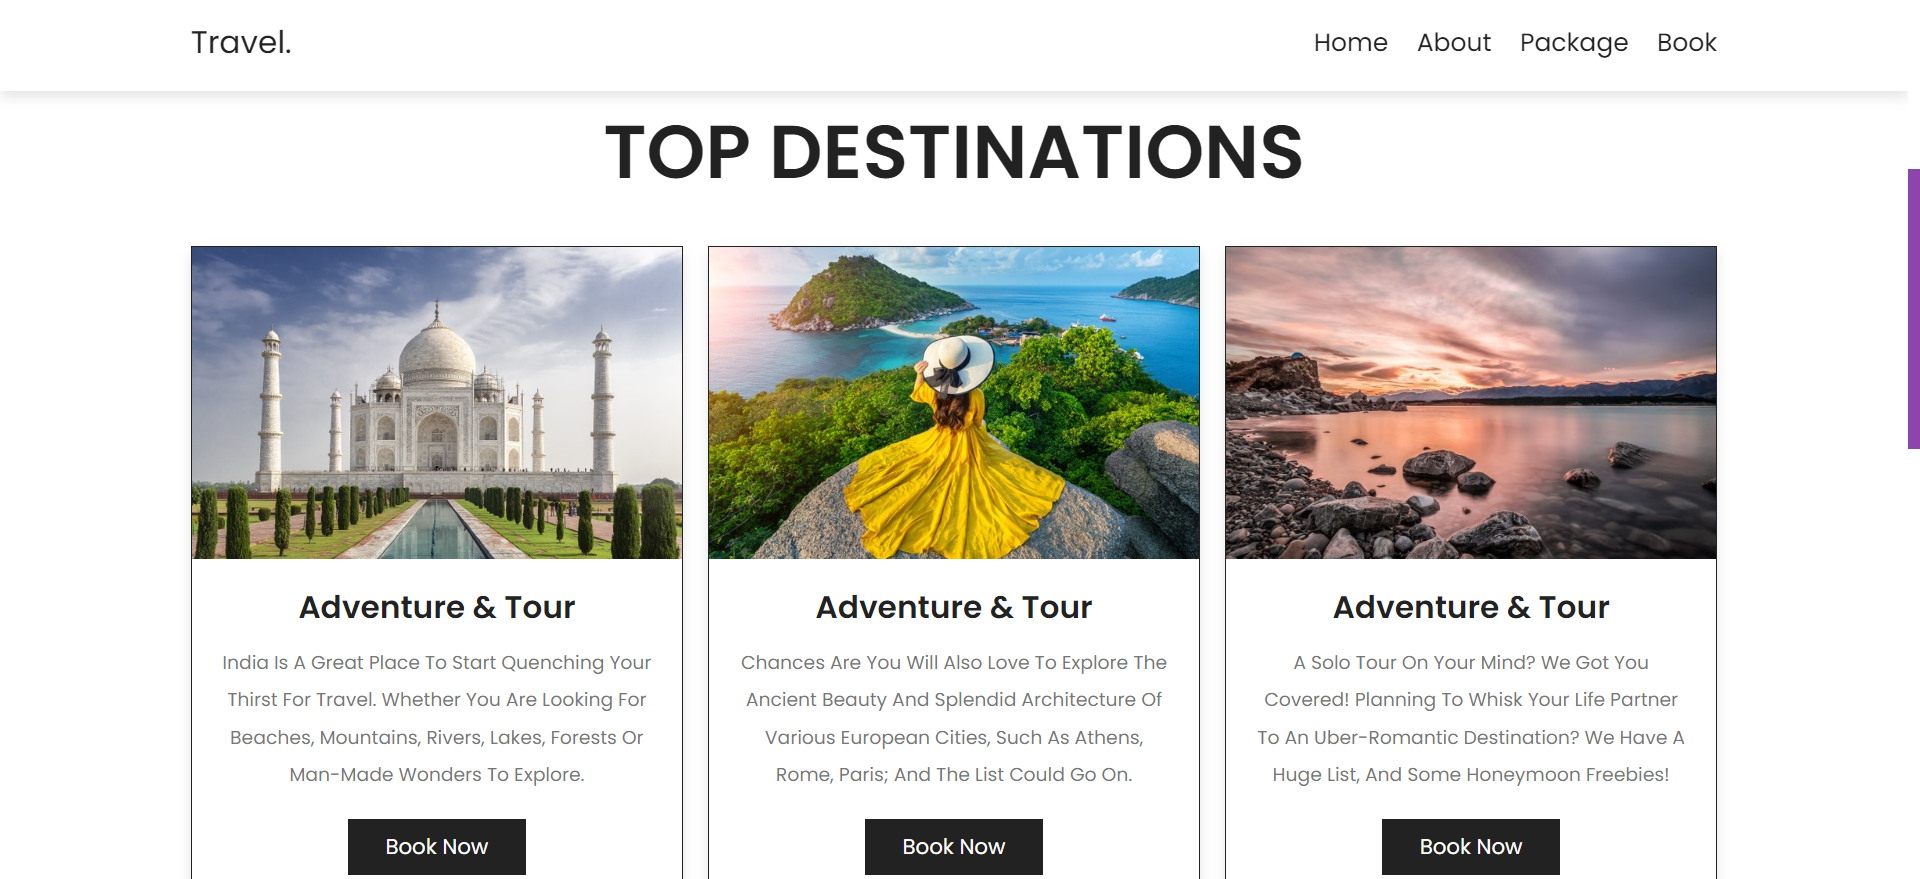 Travel.
Home About Package Book
TOP DESTINATIONS
Adventure & Tour
India Is A Great Place To Start Quenching Your
Thirst For Travel. Whether You Are Looking For
Beaches, Mountains, Rivers, Lakes, Forests Or
Man-Made Wonders To Explore.
Book Now
Adventure & Tour
Chances Are You Will Also Love To Explore The
Ancient Beauty And Splendid Architecture Of
Various European Cities, Such As Athens,
Rome, Paris; And The List Could Go On.
Book Now
Adventure & Tour
A Solo Tour On Your Mind? We Got You
Covered! Planning To Whisk Your Life Partner
To An Uber-Romantic Destination? We Have A
Huge List, And Some Honeymoon Freebies!
Book Now